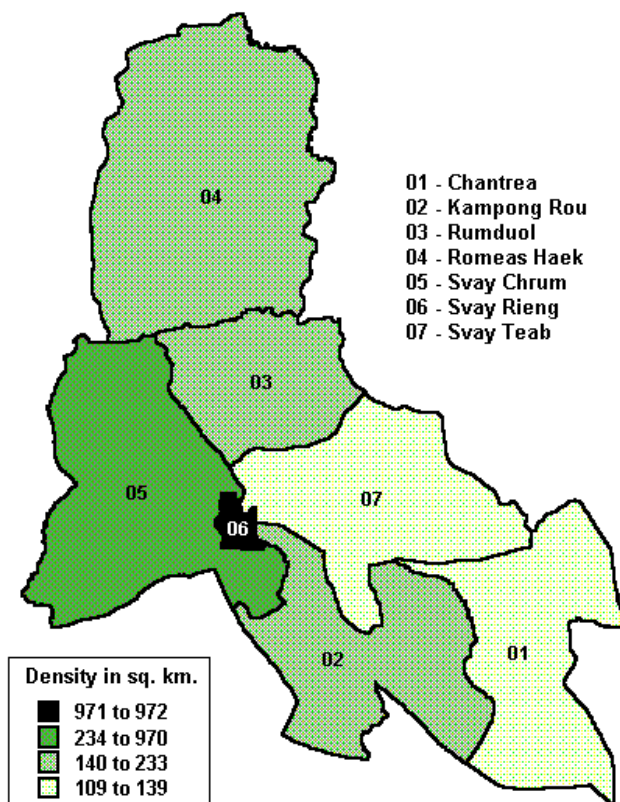 04
01 - Chantrea
02 - Kampong Rou
03 - Rumduol
04 - Romeas Haek
05 - Svay Chrum
06 - Svay Rieng
07 - Svay Teab
03
05
07
06
02
01
Density in sq. km.
971 to 972
234 to 970
140 to 233
109 to 139